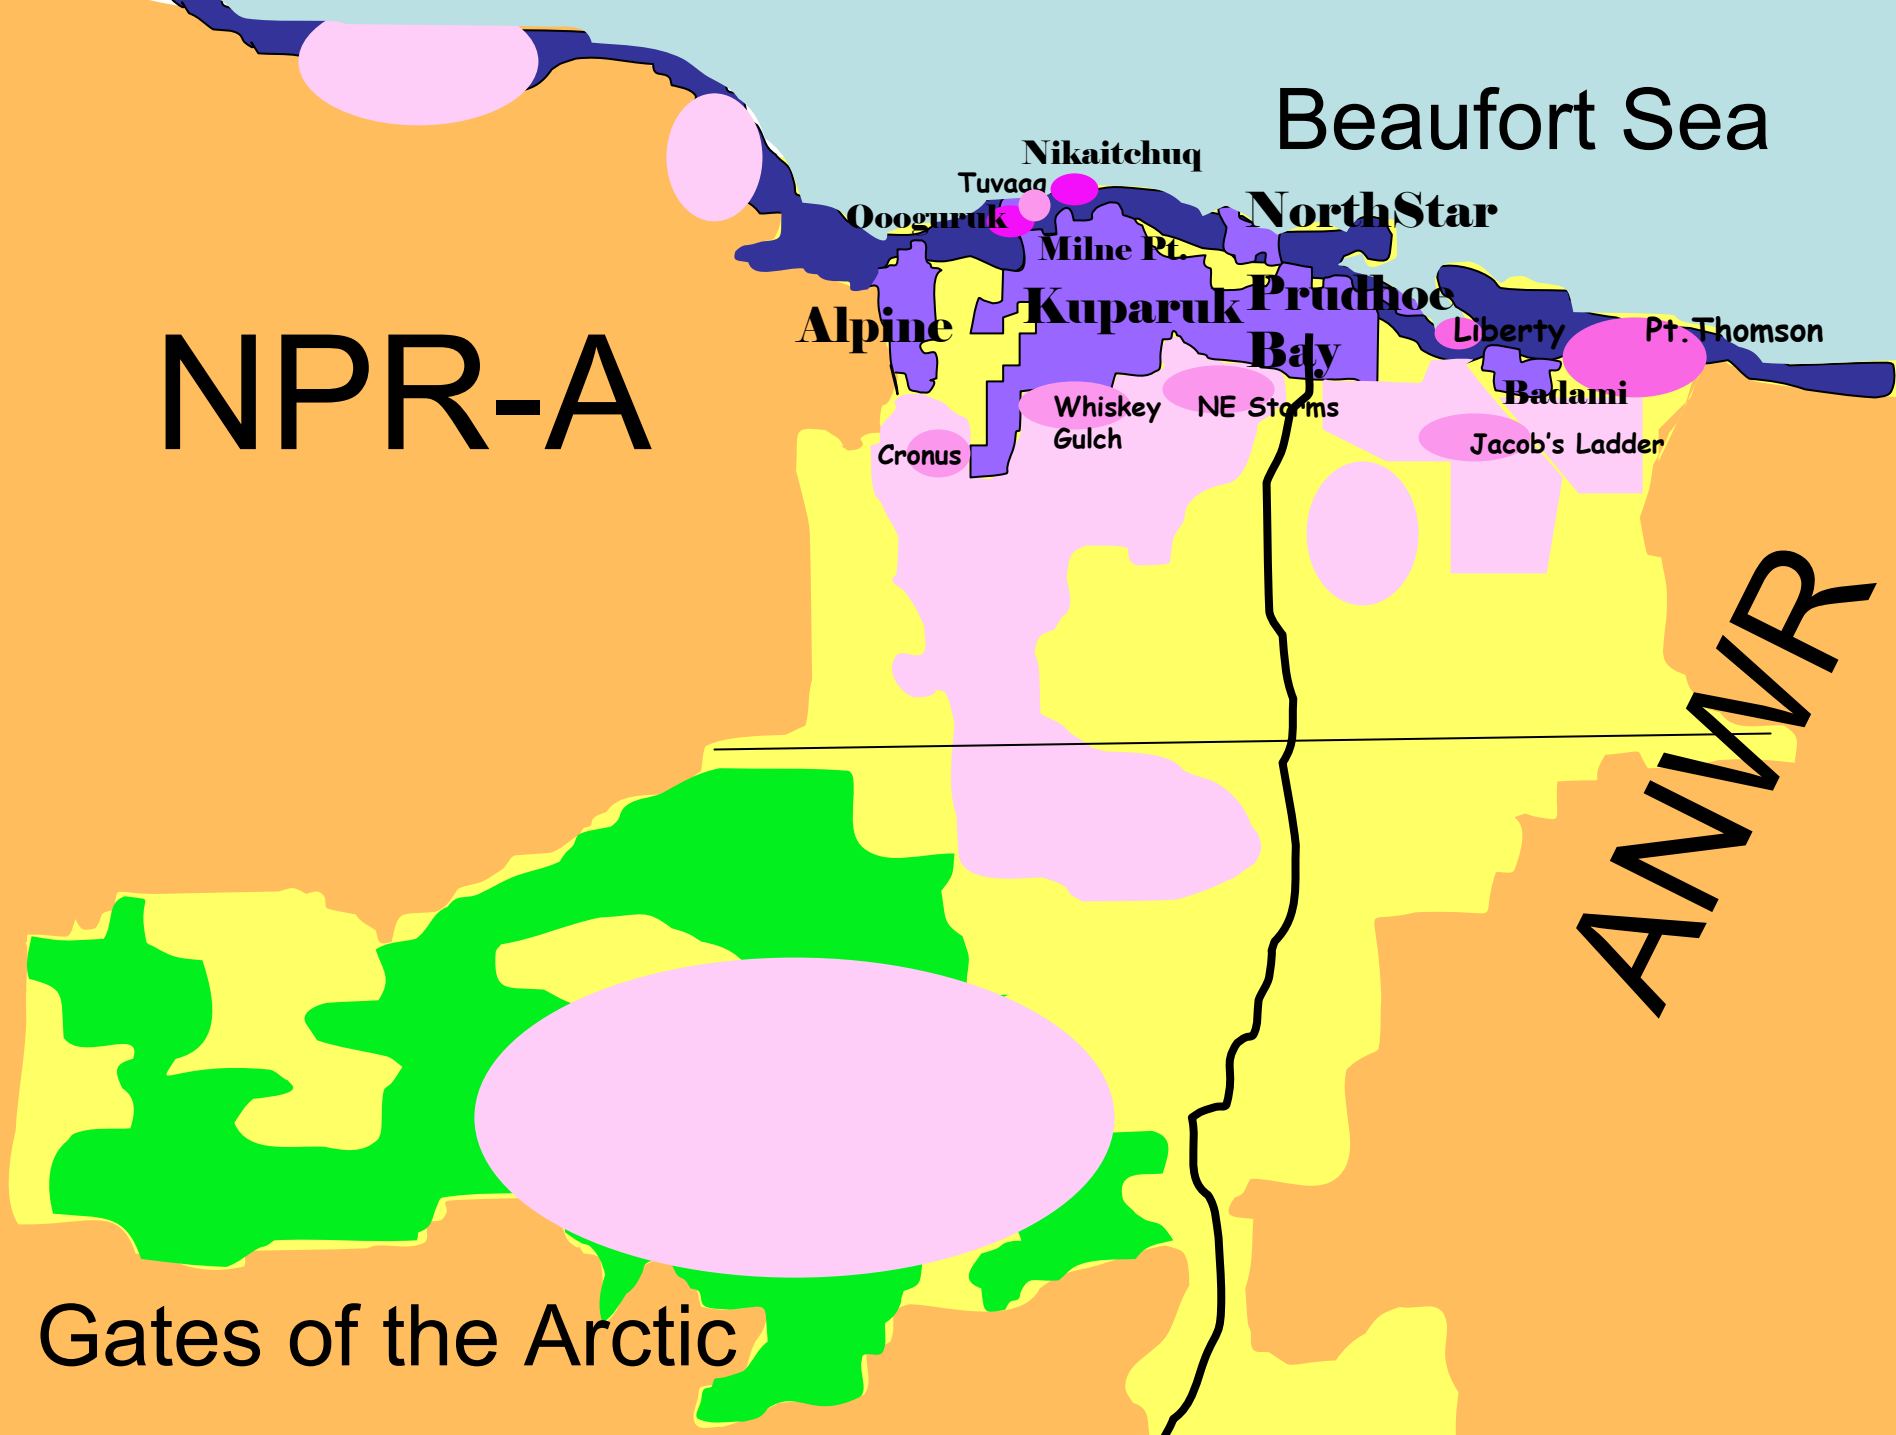 Beaufort Sea
Nikaitchuq
Tuvaaq
Oooguruk
NorthStar
Milne Pt.
Alpine
Kuparuk
Prudhoe
Bay
Liberty
Pt.Thomson
NPR-A
Badami
Whiskey
Gulch
NE Storms
Cronus
Jacob's Ladder
ANWR
Gates of the Arctic